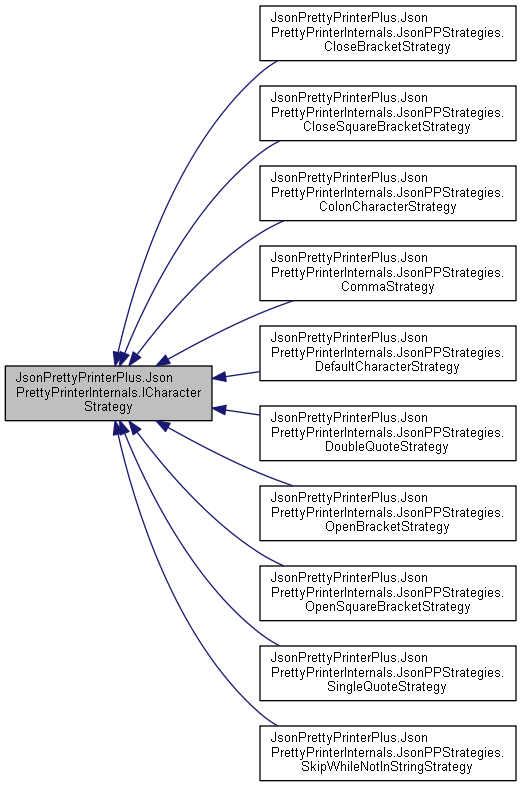 JsonPrettyPrinterPlus.Json
PrettyPrinterInternals.JsonPPStrategies.
CloseBracketStrategy
JsonPrettyPrinterPlus.Json
PrettyPrinterInternals.JsonPPStrategies.
CloseSquareBracketStrategy
JsonPrettyPrinterPlus.Json
PrettyPrinterInternals.JsonPPStrategies.
ColonCharacterStrategy
JsonPrettyPrinterPlus.Json
PrettyPrinterInternals.JsonPPStrategies.
CommaStrategy
JsonPrettyPrinterPlus.Json
PrettyPrinterInternals.JsonPPStrategies.
DefaultCharacterStrategy
JsonPrettyPrinterPlus.Json
PrettyPrinterInternals.ICharacter
Strategy
JsonPrettyPrinterPlus.Json
PrettyPrinterInternals.JsonPPStrategies.
DoubleQuoteStrategy
JsonPrettyPrinterPlus.Json
PrettyPrinterInternals.JsonPPStrategies.
OpenBracketStrategy
JsonPrettyPrinterPlus.Json
PrettyPrinterInternals.JsonPPStrategies.
OpenSquareBracketStrategy
JsonPrettyPrinterPlus.Json
PrettyPrinterInternals.JsonPPStrategies.
SingleQuoteStrategy
JsonPrettyPrinterPlus.Json
PrettyPrinterInternals.JsonPPStrategies.
SkipWhileNotInStringStrategy